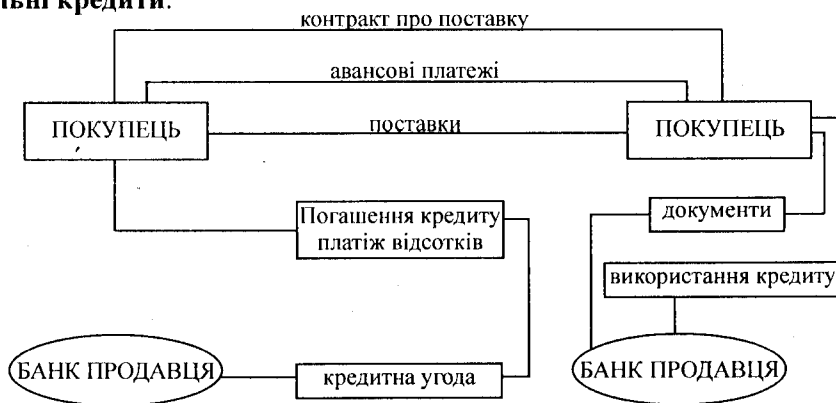 льні кредити.
контракт про поставку
авансові платежі
ПОКУПЕЦЬ
поставки
ПОКУПЕЦЬ
Погашення кредиту
платіж відсотків
документи
використання кредиту
БАНК ПРОДАВЦЯ
кредитна угода
БАНК ПРОДАВЦЯ